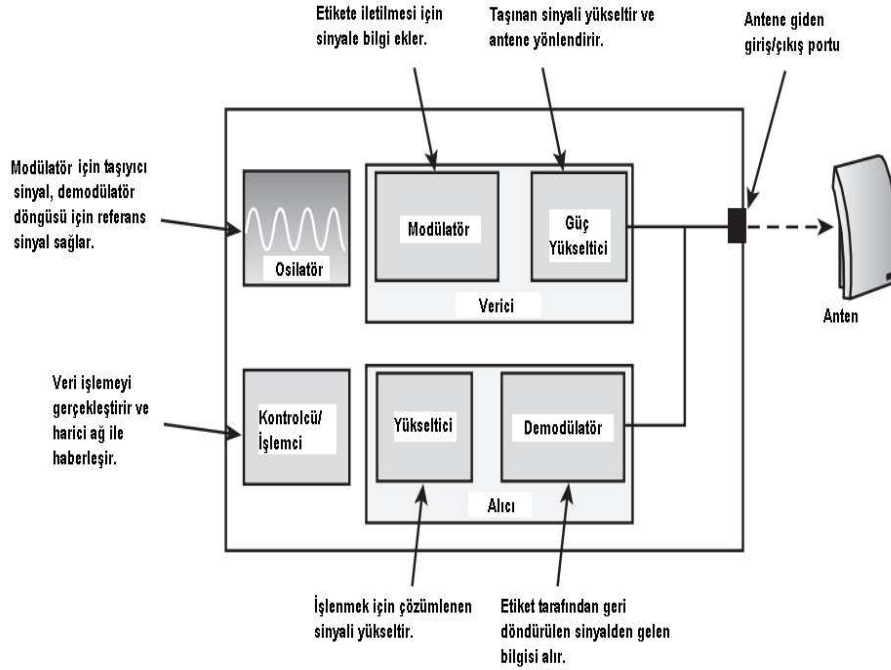 Etikete iletilmesi için
sinyale bilgi ekler.
Taşınan sinyali yükseltir ve
antene yönlendirir.
Antene giden
giriş/çıkış portu
Modülatör için taşıyıcı
sinyal, demodülatör
döngüsü için referans
sinyal sağlar.
Osilatör
Modülatör
Güç
Yükseltici
Verici
Anten
Veri işlemeyi
gerçekleştirir ve
harici ağ ile
haberleşir.
Kontrolcü/
İşlemci
Yükseltici
Demodülatör
Alıcı
İşlenmek için çözümlenen
sinyali yükseltir.
Etiket tarafından geri
döndürülen sinyalden gelen
bilgisi alır.